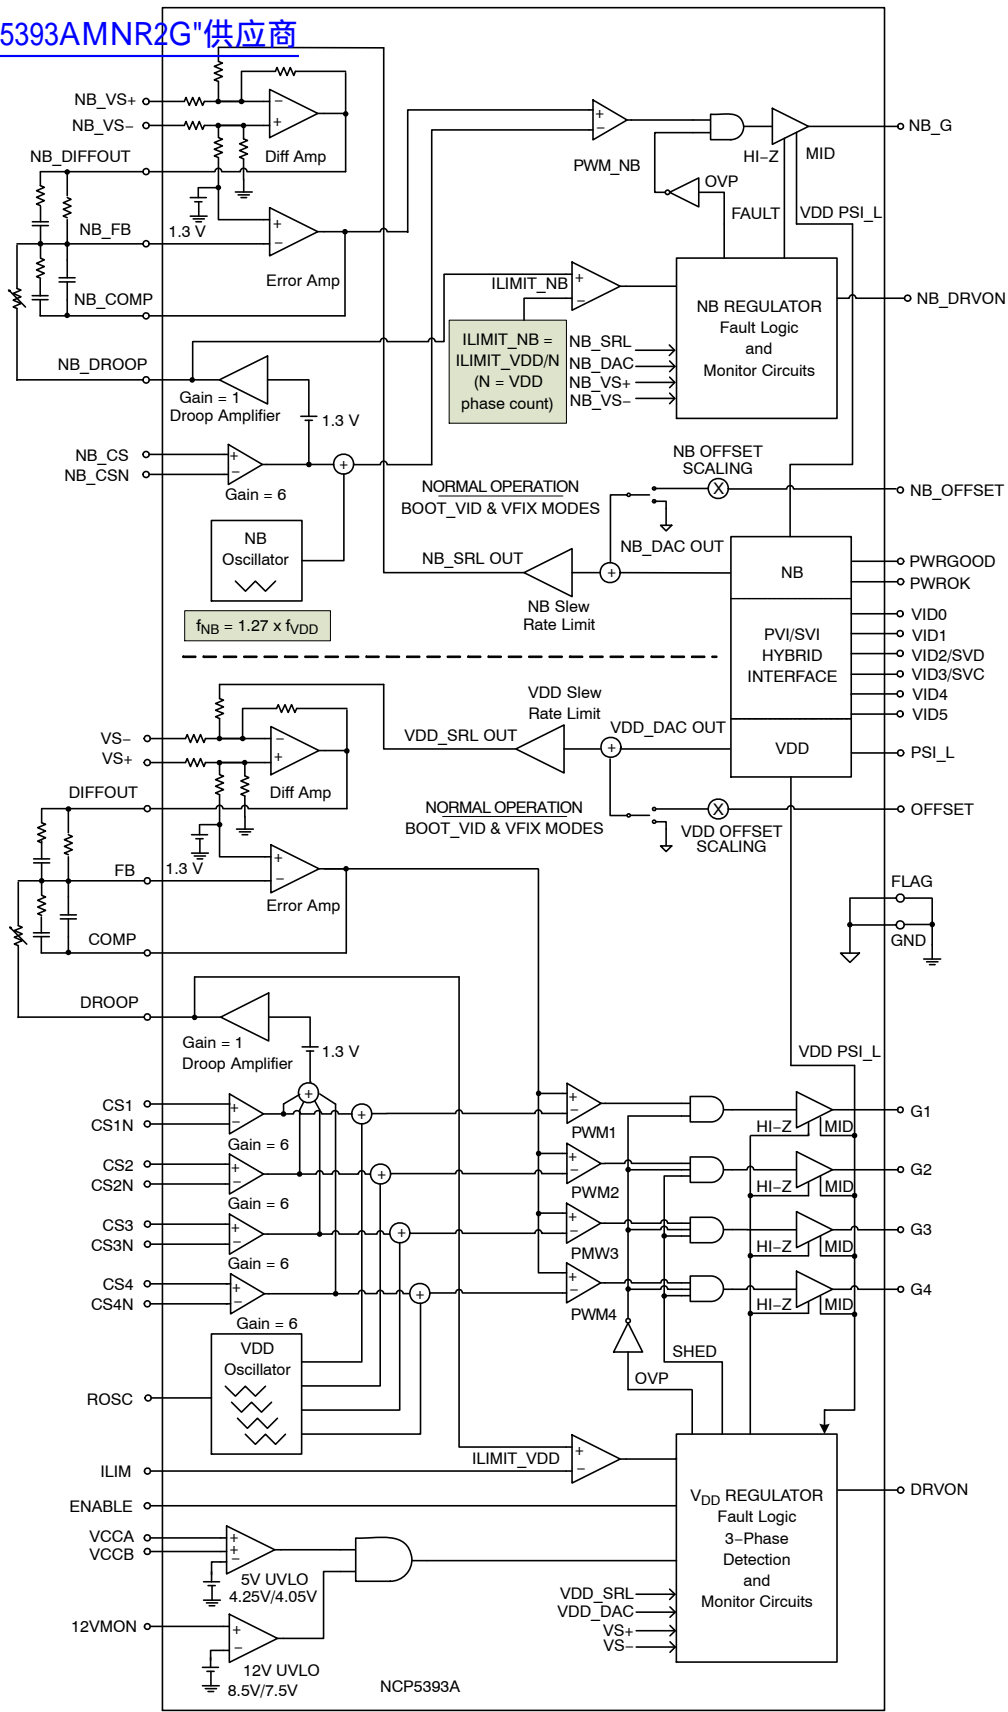 5393AMNR2G"供应商
NB_VS+
NB_VS−
NB_DIFFOUT
Diff Amp
NB_FB
1.3 V
Error Amp
NB_COMP
PWM_NB
OVP
HI−Z
MID
NB_G
FAULT
VDD PSI_L
ILIMIT_NB
NB REGULATOR
Fault Logic
and
Monitor Circuits
NB_DRVON
ILIMIT_NB =
ILIMIT_VDD/N
(N = VDD
phase count)
NB_SRL
NB_DAC
NB_VS+
NB_VS−
NB_DROOP
Gain = 1
Droop Amplifier
1.3 V
NB_CS
NB_CSN
Gain = 6
NB OFFSET
SCALING
NORMAL OPERATION
BOOT_VID & VFIX MODES
NB_OFFSET
NB
Oscillator
NB_SRL OUT
NB_DAC OUT
NB Slew
Rate Limit
fNB = 1.27 x fVDD
NB
PVI/SVI
HYBRID
INTERFACE
VDD
PWRGOOD
PWROK
VID0
VID1
VID2/SVD
VID3/SVC
VID4
VID5
PSI_L
VDD Slew
Rate Limit
VDD_SRL OUT
VDD_DAC OUT
VS−
VS+
Diff Amp
DIFFOUT
NORMAL OPERATION
BOOT_VID & VFIX MODES
VDD OFFSET
SCALING
OFFSET
FB
1.3 V
Error Amp
COMP
FLAG
GND
DROOP
Gain = 1
Droop Amplifier
1.3 V
VDD PSI_L
CS1
CS1N
Gain = 6
PWM1
HI−Z
MID
G1
CS2
CS2N
Gain = 6
PWM2
HI−Z
MID
G2
CS3
CS3N
Gain = 6
PMW3
HI−Z
MID
G3
CS4
CS4N
Gain = 6
PWM4
HI−Z
MID
G4
VDD
Oscillator
ROSC
SHED
OVP
ILIM
ILIMIT_VDD
ENABLE
VCCA
VCCB
5V UVLO
4.25V/4.05V
12VMON
12V UVLO
8.5V/7.5V
VDD REGULATOR
Fault Logic
3−Phase
Detection
and
Monitor Circuits
DRVON
VDD_SRL
VDD_DAC
VS+
VS−
NCP5393A